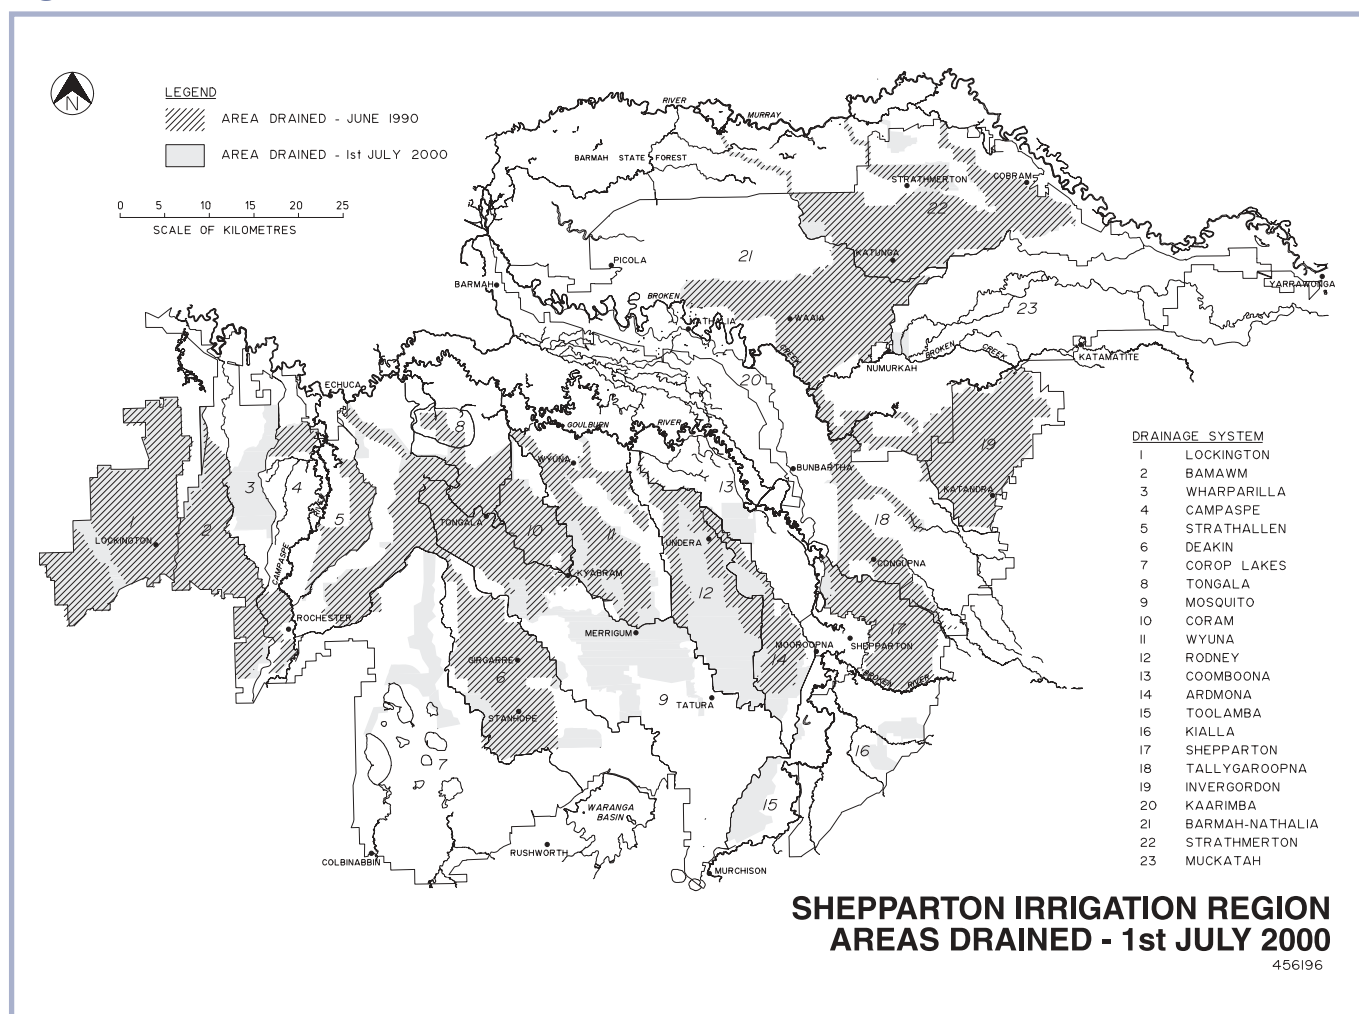 N
LEGEND
AREA DRAINED - JUNE 1990
AREA DRAINED - 1st JULY 2000
0 5 10 15 20 25
SCALE OF KILOMETRES
RIVER
MURRAY
BARMAH STATE FOREST
STRATHMERTON
COBRAM
22
21
KATUNGA
PICOLA
BARMAH
YARRAWONGA
BROKEN
NATHALIA
WAAIA
23
CREEK
BROKEN CREEK
NUMURKAH
KATAMATITE
20
ECHUCA
8
GOULBURN RIVER
19
WYUNA
BUNBARTHA
13
3
4
KATANDRA
RIVER
5
18
1
2
TONGALA
10
11
UNDERA
LOCKINGTON
CONGUPNA
CAMPASPE
KYABRAM
12
ROCHESTER
MERRIGUM
17
MOOROOPNA
SHEPPARTON
GIRGARRE
14
6
BROKEN RIVER
9
TATURA
STANHOPE
16
7
15
WARANGA
BASIN
COLBINABBIN
RUSHWORTH
MURCHISON
DRAINAGE SYSTEM
1 LOCKINGTON
2 BAMAWM
3 WHARPARILLA
4 CAMPASPE
5 STRATHALLEN
6 DEAKIN
7 COROP LAKES
8 TONGALA
9 MOSQUITO
10 CORAM
11 WYUNA
12 RODNEY
13 COOMBOONA
14 ARDMONA
15 TOOLAMBA
16 KIALLA
17 SHEPPARTON
18 TALLYGAROOPNA
19 INVERGORDON
20 KAARIMBA
21 BARMAH-NATHALIA
22 STRATHMERTON
23 MUCKATAH
SHEPPARTON IRRIGATION REGION
AREAS DRAINED - 1st JULY 2000
456196